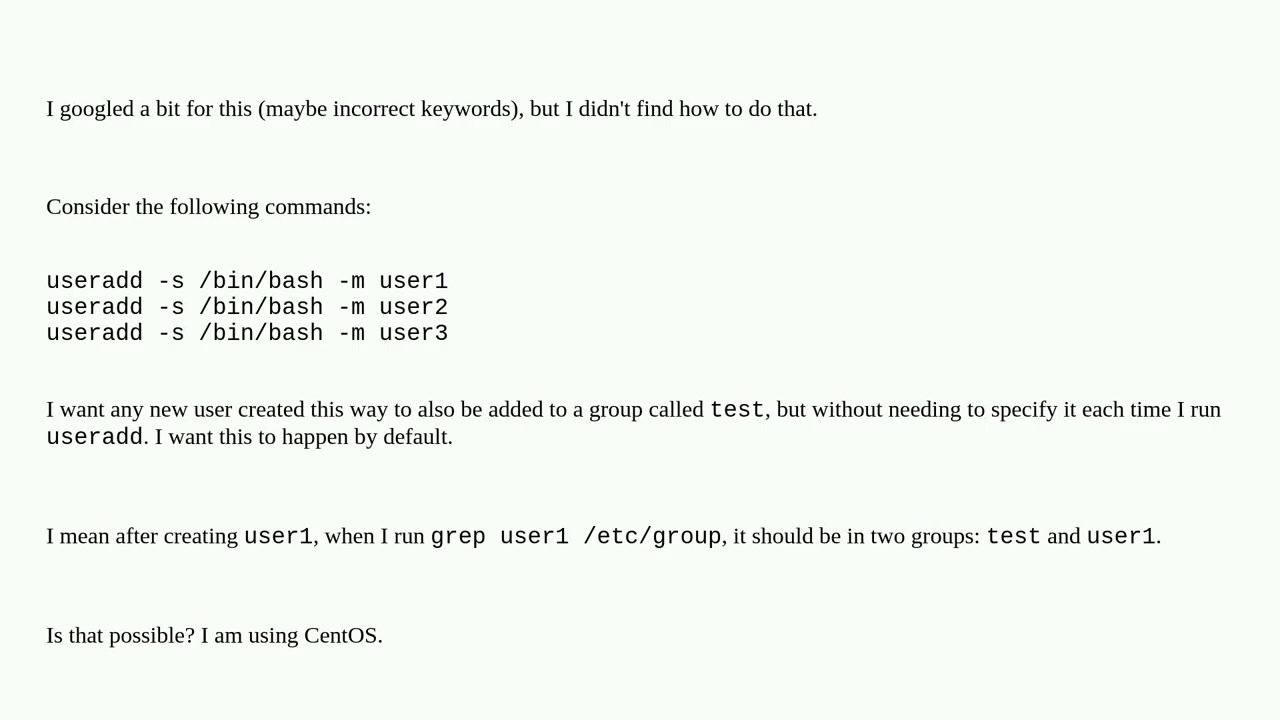 I googled a bit for this (maybe incorrect keywords), but I didn't find how to do that.
Consider the following commands:
useradd -s /bin/bash -m user1
useradd -s /bin/bash -m user2
useradd -s /bin/bash -m user3
I want any new user created this way to also be added to a group called test, but without needing to specify it each time I run
useradd. I want this to happen by default.
I mean after creating user1, when I run grep user1 /etc/group, it should be in two groups: test and user1.
Is that possible? I am using CentOS.